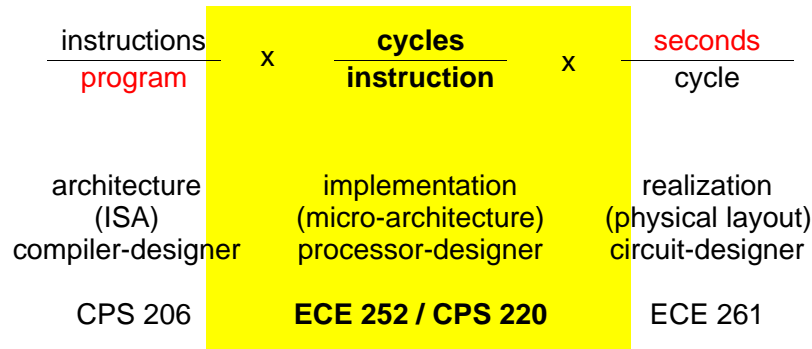 instructions x cycles x seconds
program instruction cycle
architecture implementation realization
(ISA) (micro-architecture) (physical layout)
compiler-designer processor-designer circuit-designer
CPS 206 ECE 252 / CPS 220 ECE 261